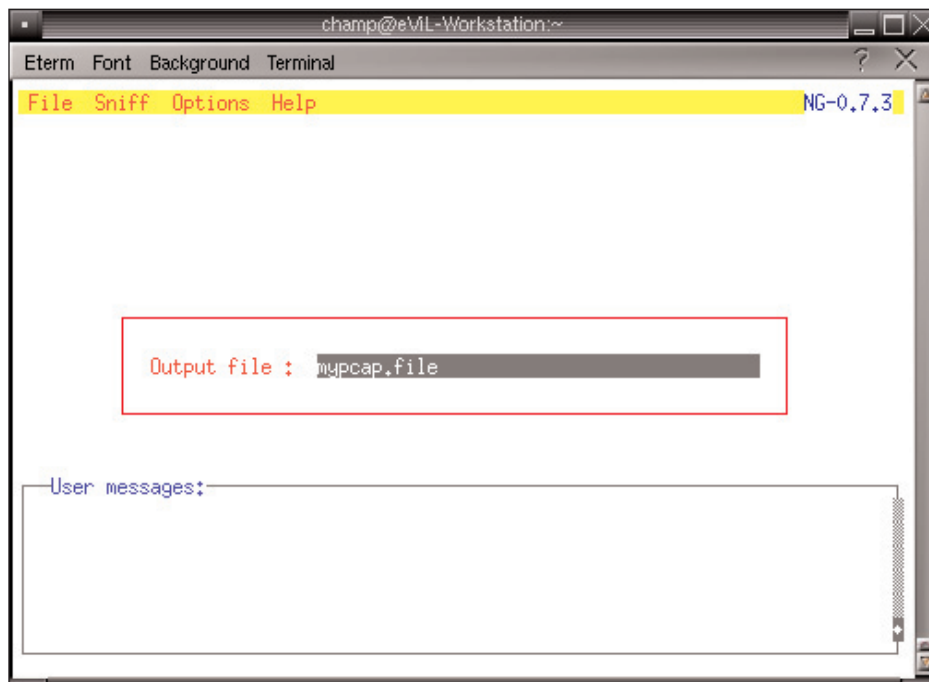 champ@eViL-Workstation:~
Eterm Font Background Terminal
File Sniff Options Help NG-0.7.3
Output file : mypcap.file
User messages: